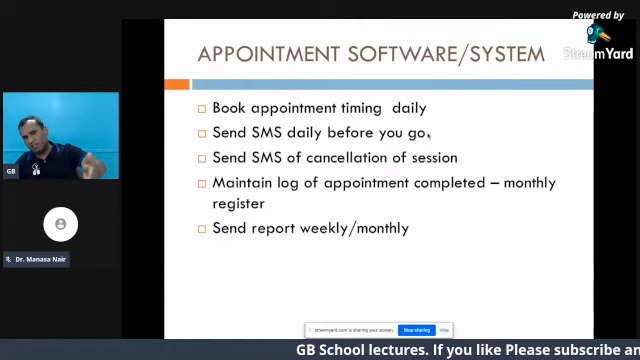 Powered by
StreamYard
APPOINTMENT SOFTWARE/SYSTEM
Book appointment timing daily
Send SMS daily before you go.
Send SMS of cancellation of session
Maintain log of appointment completed – monthly
register
Send report weekly/monthly
GB
GB
Dr. Manasa Nair
streamyard.com is sharing your screen.
Stop sharing
Hide
GB School lectures. If you like Please subscribe an